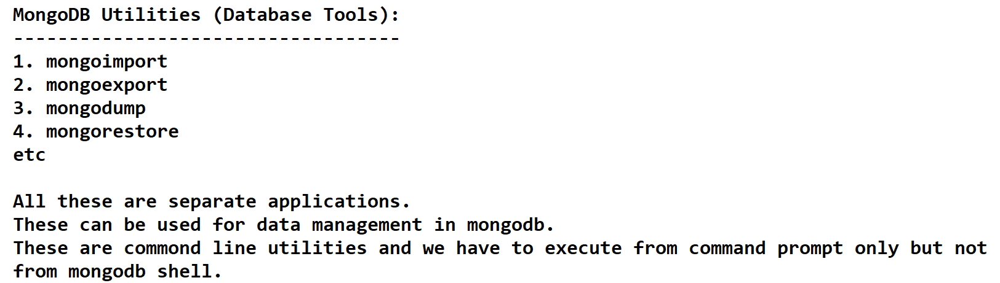 MongoDB Utilities (Database Tools):
-----------------------------------
1. mongoimport
2. mongoexport
3. mongodump
4. mongorestore
etc
All these are separate applications.
These can be used for data management in mongodb.
These are commond line utilities and we have to execute from command prompt only but not
from mongodb shell.